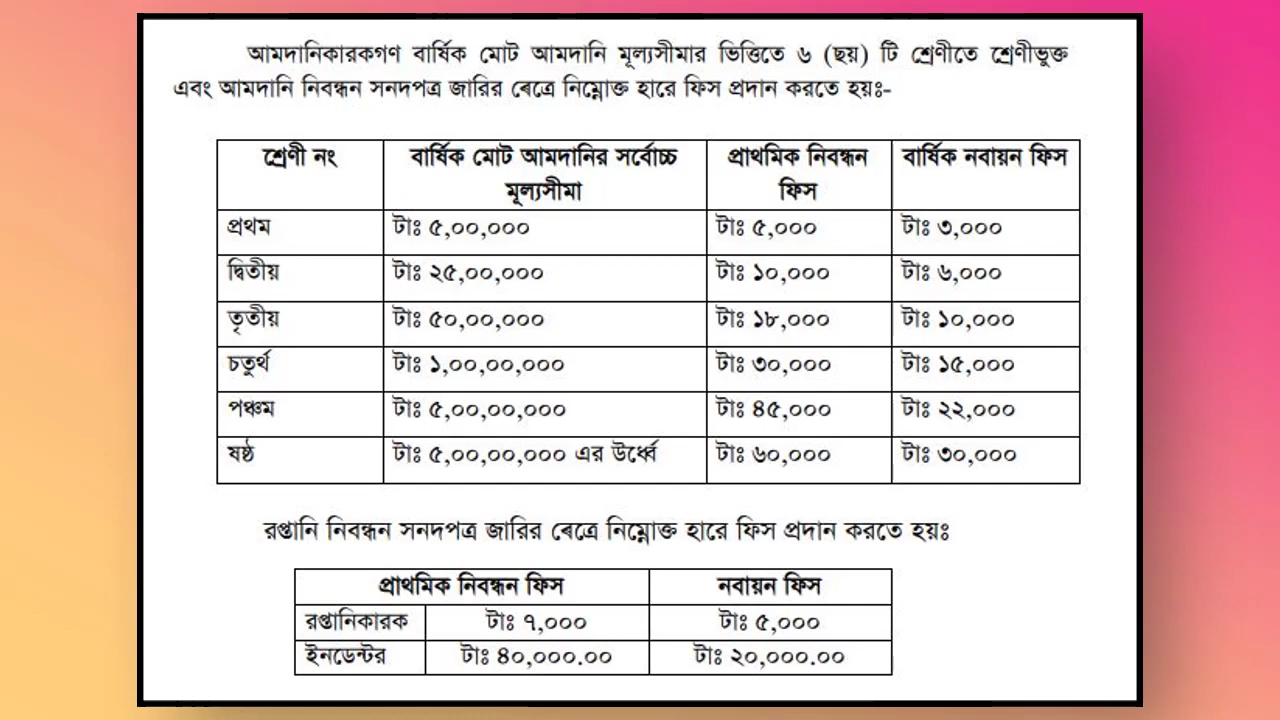 আমদানিকারকগণ বার্ষিক মোট আমদানি মূল্যসীমার ভিত্তিতে ৬ (ছয়) টি শ্রেণীতে শ্রেণীভুক্ত
এবং আমদানি নিবন্ধন সনদপত্র জারির ৰেত্রে নিম্নোক্ত হারে ফিস প্রদান করতে হয়ঃ-
শ্রেণী নং বার্ষিক মোট আমদানির সর্বোচ্চ মূল্যসীমা প্রাথমিক নিবন্ধন ফিস বার্ষিক নবায়ন ফিস
প্রথম টাঃ ৫,০০,০০০ টাঃ ৫,০০০ টাঃ ৩,০০০
দ্বিতীয় টাঃ ২৫,০০,০০০ টাঃ ১০,০০০ টাঃ ৬,০০০
তৃতীয় টাঃ ৫০,০০,০০০ টাঃ ১৮,০০০ টাঃ ১০,০০০
চতুর্থ টাঃ ১,০০,০০,০০০ টাঃ ৩০,০০০ টাঃ ১৫,০০০
পঞ্চম টাঃ ৫,০০,০০,০০০ টাঃ ৪৫,০০০ টাঃ ২২,০০০
ষষ্ঠ টাঃ ৫,০০,০০,০০০ এর উর্ধ্বে টাঃ ৬০,০০০ টাঃ ৩০,০০০
রপ্তানি নিবন্ধন সনদপত্র জারির ৰেত্রে নিম্নোক্ত হারে ফিস প্রদান করতে হয়ঃ
প্রাথমিক নিবন্ধন ফিস নবায়ন ফিস
রপ্তানিকারক টাঃ ৭,০০০ টাঃ ৫,০০০
ইনডেন্টর টাঃ ৪০,০০০.০০ টাঃ ২০,০০০.০০